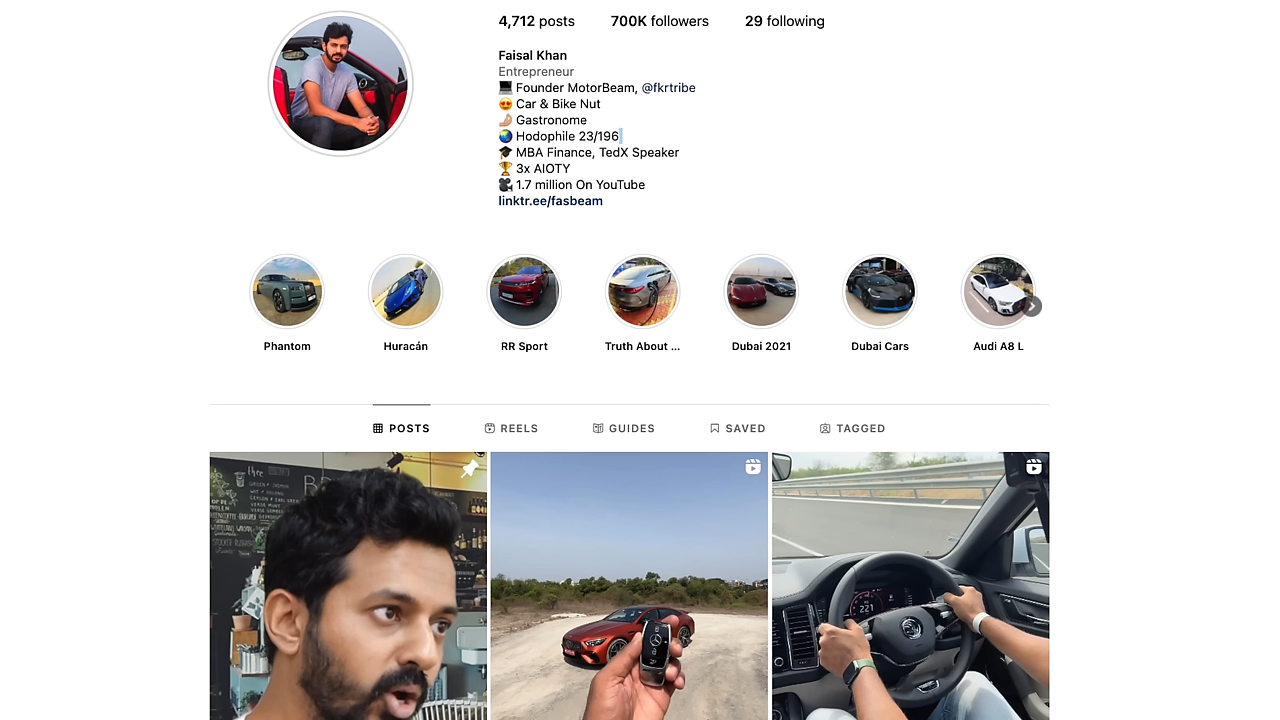 4,712 posts 700K followers 29 following
Faisal Khan
Entrepreneur
Founder MotorBeam, @fkrtribe
Car & Bike Nut
Gastronome
Hodophile 23/196
MBA Finance, TedX Speaker
3x AIOTY
1.7 million On YouTube
linktr.ee/fasbeam
Phantom Huracán RR Sport Truth About ... Dubai 2021 Dubai Cars Audi A8 L
POSTS REELS GUIDES SAVED TAGGED
221